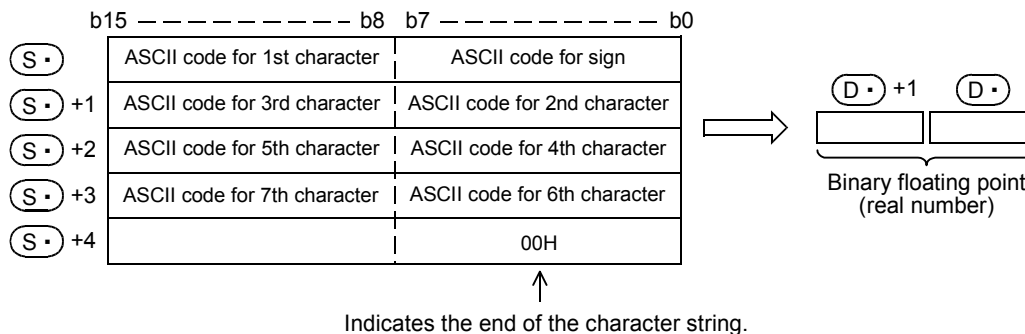 b15 b8 b7 b0
S· ASCII code for 1st character ASCII code for sign
S· +1 ASCII code for 3rd character ASCII code for 2nd character
S· +2 ASCII code for 5th character ASCII code for 4th character
S· +3 ASCII code for 7th character ASCII code for 6th character
S· +4 00H
D· +1 D·
Binary floating point
(real number)
Indicates the end of the character string.